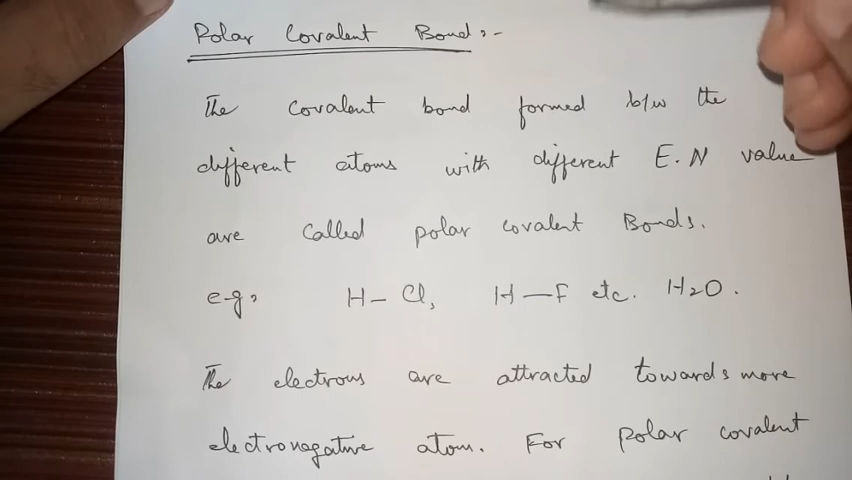 Polar Covalent Bond:-
The covalent bond formed b/w the
different atoms with different E.N value
are called polar covalent Bonds.
e.g, H-Cl, H-F etc. H2O.
The electrons are attracted towards more
electronegative atom. For polar covalent